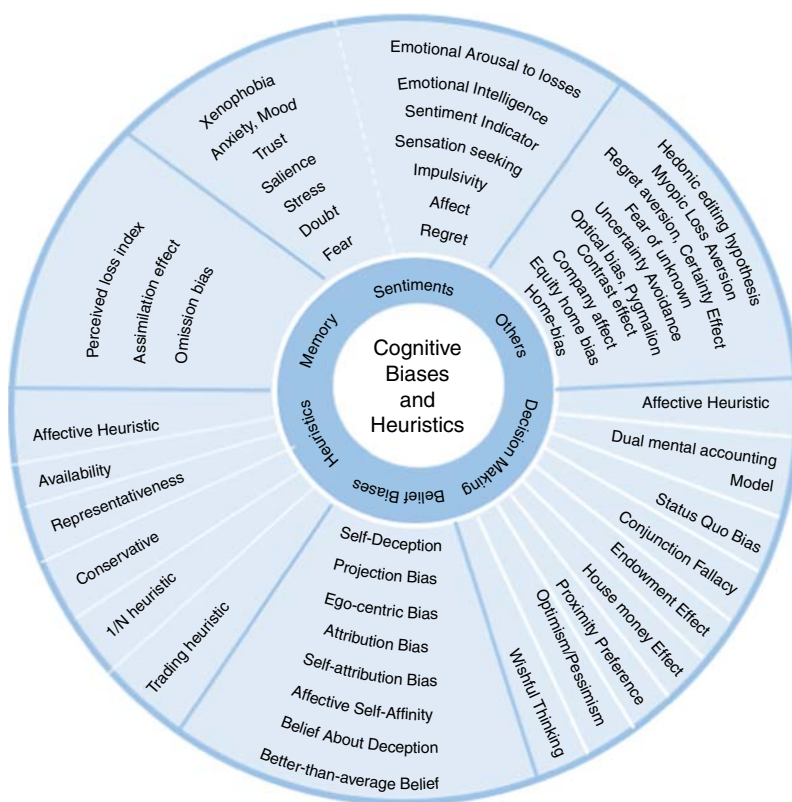 Cognitive
Biases
and
Heuristics
Sentiments
Others
Decision Making
Belief Biases
Heuristics
Memory
Xenophobia
Anxiety, Mood
Trust
Salience
Stress
Doubt
Fear
Emotional Arousal to losses
Emotional Intelligence
Sentiment Indicator
Sensation seeking
Impulsivity
Affect
Regret
Hedonic editing hypothesis
Myopic Loss Aversion
Regret aversion, Certainty Effect
Fear of unknown
Uncertainty Avoidance
Optical bias, Pygmalion
Contrast effect
Company affect
Equity home bias
Home-bias
Affective Heuristic
Dual mental accounting
Model
Status Quo Bias
Conjunction Fallacy
Endowment Effect
House money Effect
Proximity Preference
Optimism/Pessimism
Wishful Thinking
Self-Deception
Projection Bias
Ego-centric Bias
Attribution Bias
Self-attribution Bias
Affective Self-Affinity
Belief About Deception
Better-than-average Belief
Affective Heuristic
Availability
Representativeness
Conservative
1/N heuristic
Trading heuristic
Perceived loss index
Assimilation effect
Omission bias